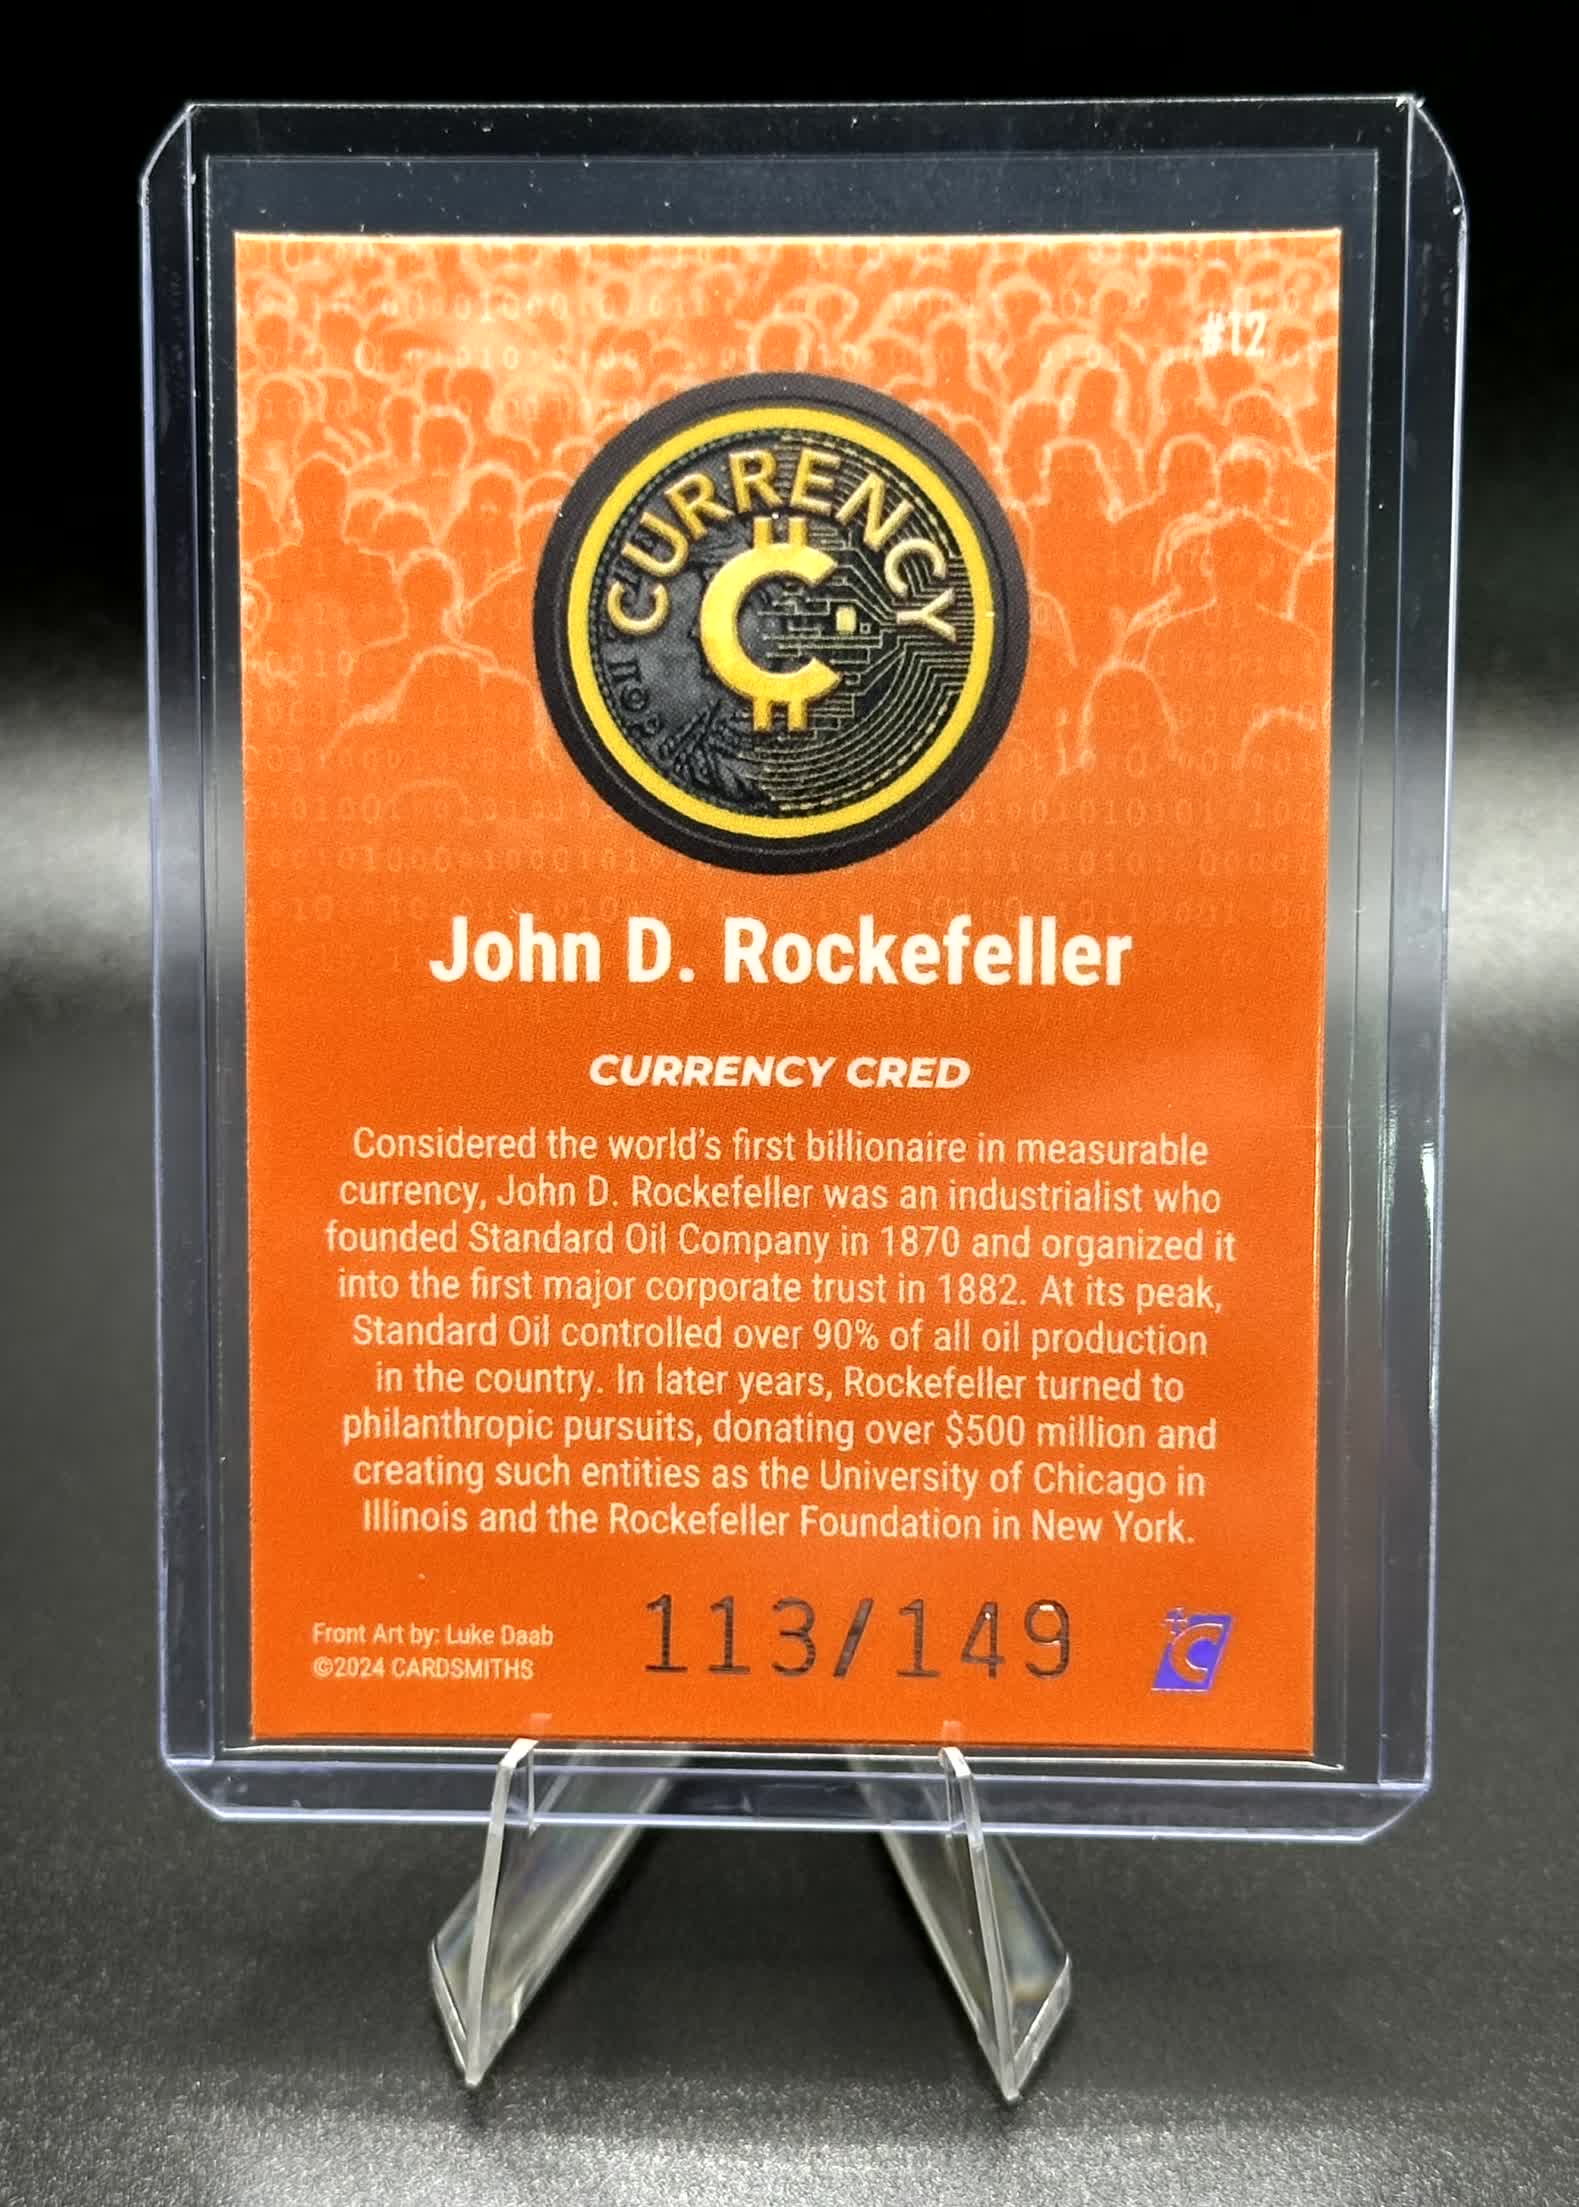 #12
CURRENCY
John D. Rockefeller
CURRENCY CRED
Considered the world's first billionaire in measurable
currency, John D. Rockefeller was an industrialist who
founded Standard Oil Company in 1870 and organized it
into the first major corporate trust in 1882. At its peak,
Standard Oil controlled over 90% of all oil production
in the country. In later years, Rockefeller turned to
philanthropic pursuits, donating over $500 million and
creating such entities as the University of Chicago in
Illinois and the Rockefeller Foundation in New York.
Front Art by: Luke Daab
©2024 CARDSMITHS
113/149
C